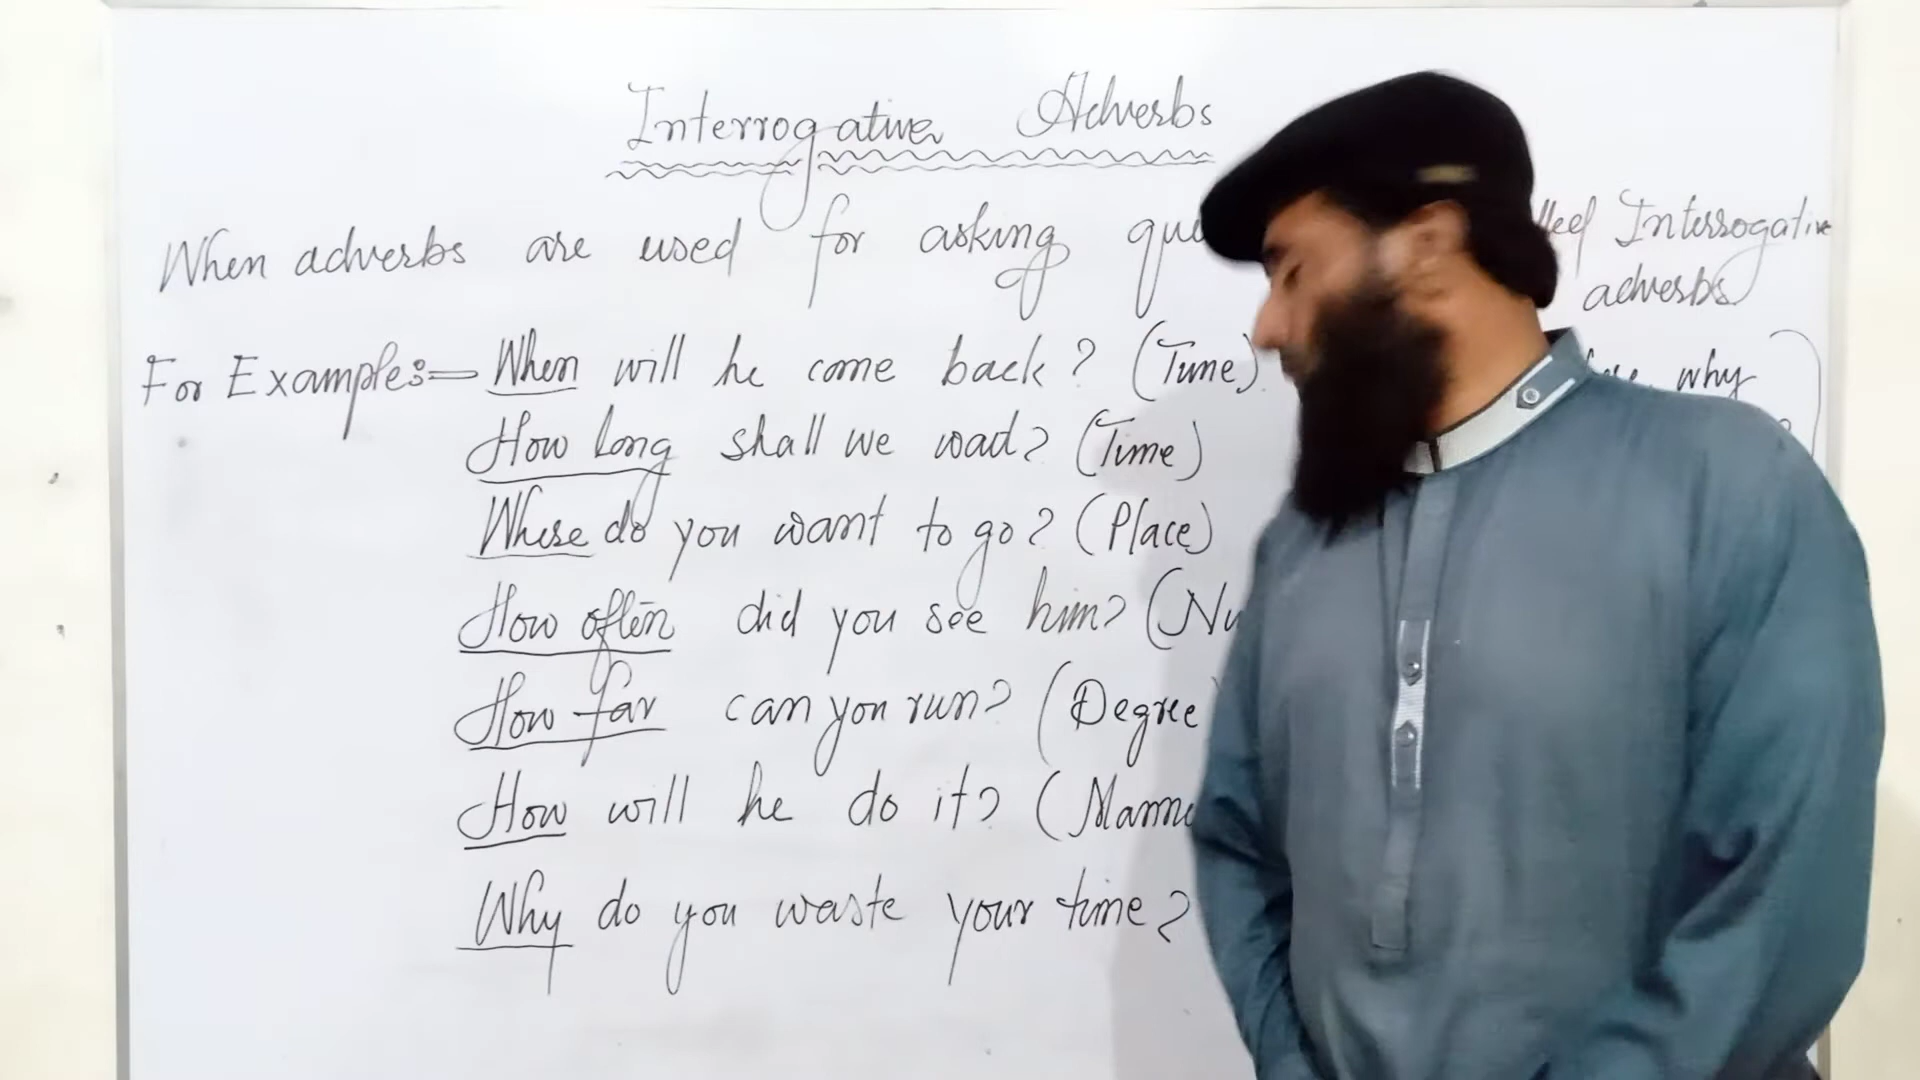 Interrogative Adverbs
When adverbs are used for asking Interrogative
adverbs
For Examples:= When will he come back? (Time) why
How long shall we wait? (Time)
Where do you want to go? (Place)
How often did you see him?
How far can you run? (Degree
How will he do it?
Why do you waste your time?